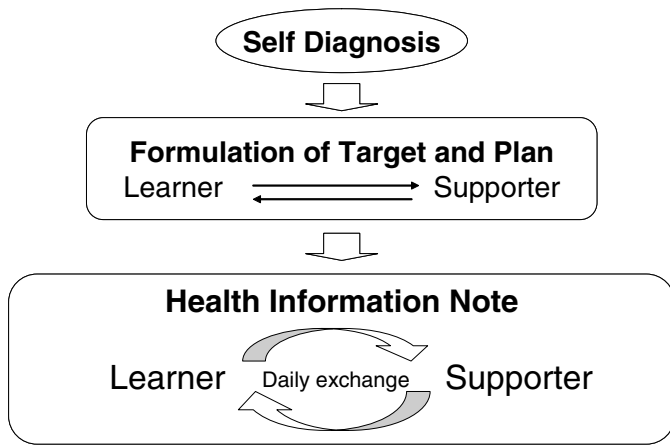 Self Diagnosis
Formulation of Target and Plan
Learner Supporter
Health Information Note
Learner Daily exchange Supporter